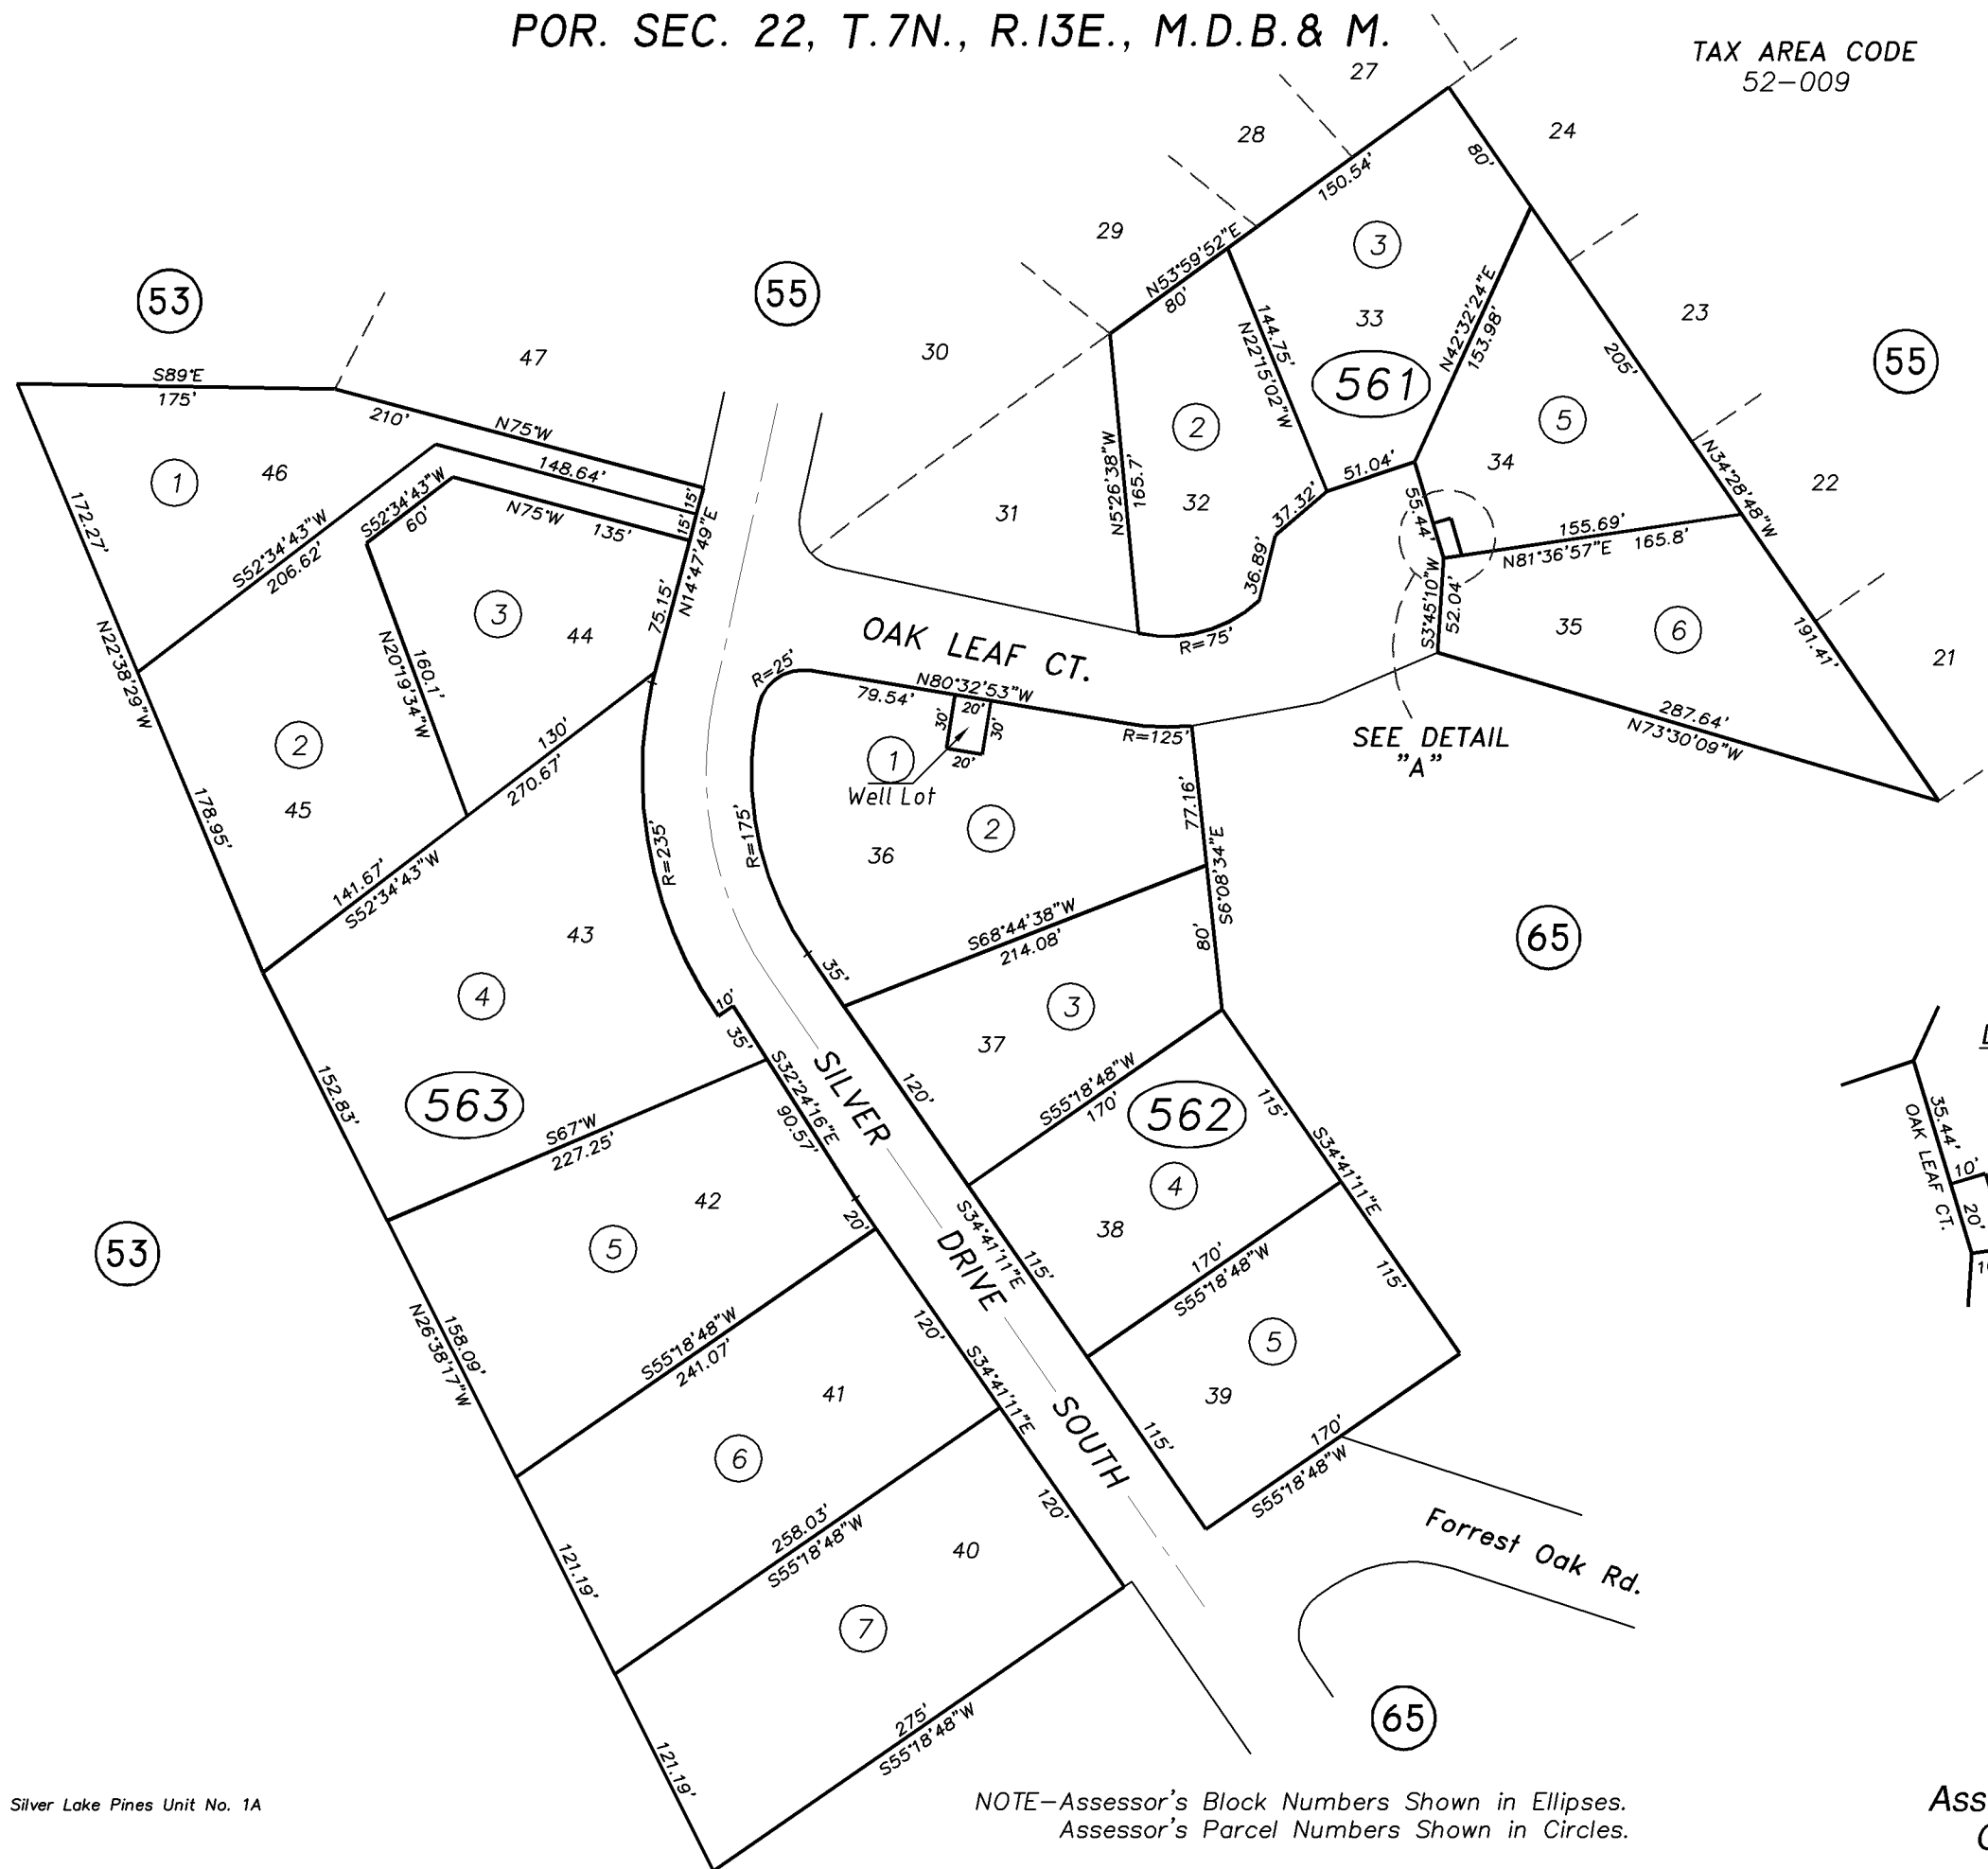 POR. SEC. 22, T.7N., R.13E., M.D.B.& M.
TAX AREA CODE
52-009
27
28
29
24
23
22
21
53
55
55
47
30
31
150.54'
80'
N53°59'52"E
80'
3
33
144.75'
N22°15'02"W
N42°32'24"E
153.98'
205'
561
2
32
N5°26'38"W
165.7'
5
34
51.04'
37.32'
36.89'
55.44'
155.69'
N81°36'57"E
165.8'
N34°28'48"W
S3°45'10"W
52.04'
35
6
191.41'
287.64'
N73°30'09"W
R=75'
SEE DETAIL
"A"
S89°E
175'
210'
N75°W
148.64'
1
46
S52°34'43"W
60'
N75°W
135'
15'
15'
172.27'
S52°34'43"W
206.62'
75.15'
N14°47'49"E
3
44
N22°38'29"W
N20°19'34"W
160.1'
2
45
130'
270.67'
178.95'
141.67'
S52°34'43"W
OAK LEAF CT.
R=25'
79.54'
N80°32'53"W
20'
30'
30'
20'
R=125'
1
Well Lot
2
36
77.16'
S6°08'34"E
R=235'
R=175'
43
4
S68°44'38"W
214.08'
80'
35'
10'
35'
3
37
65
563
152.83'
S32°24'16"E
90.57'
SILVER
DRIVE
SOUTH
120'
S55°18'48"W
170'
562
115'
S34°41'11"E
S67°W
227.25'
42
5
20'
4
38
S34°41'11"E
115'
170'
S55°18'48"W
115'
53
158.09'
N26°38'17"W
S55°18'48"W
241.07'
120'
S34°41'11"E
5
39
41
6
115'
170'
S55°18'48"W
258.03'
S55°18'48"W
120'
40
7
121.19'
Forrest Oak Rd.
65
275'
S55°18'48"W
121.19'
35.44'
OAK LEAF CT.
10'
20'
Silver Lake Pines Unit No. 1A
NOTE-Assessor's Block Numbers Shown in Ellipses.
Assessor's Parcel Numbers Shown in Circles.